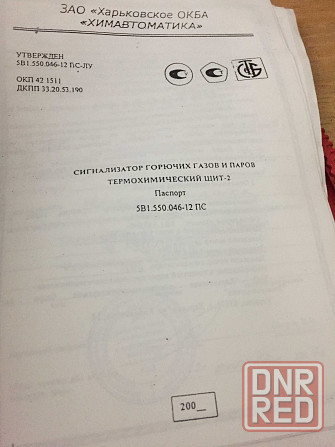 ЗАО «Харьковское ОКБА
«ХИМАВТОМАТИКА»
УТВЕРЖДЕН
5В1.550.046-12 ПС-ЛУ
ОКП 42 1511
ДКПП 33.20.53.190
СИГНАЛИЗАТОР ГОРЮЧИХ ГАЗОВ И ПАРОВ
ТЕРМОХИМИЧЕСКИЙ ЩИТ-2
Паспорт
5В1.550.046-12 ПС
200__
DNR
RED